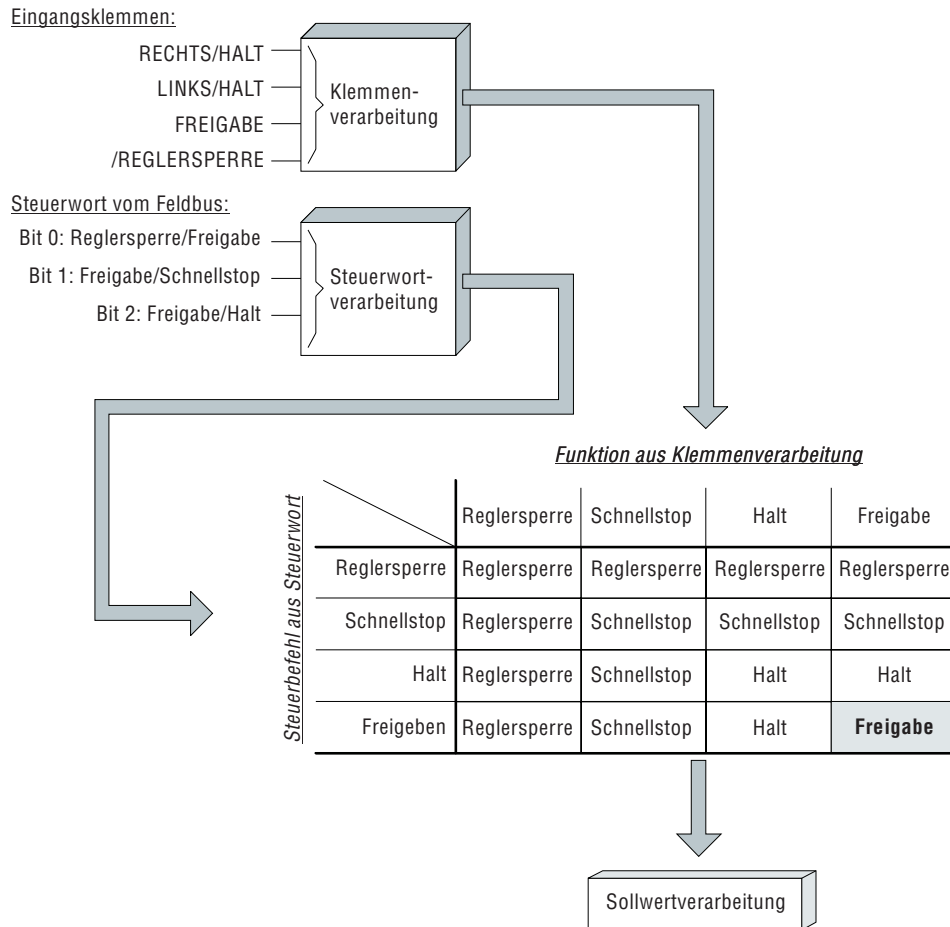 Eingangsklemmen:
RECHTS/HALT
LINKS/HALT
FREIGABE
/REGLERSPERRE
Klemmen-
verarbeitung
Steuerwort vom Feldbus:
Bit 0: Reglersperre/Freigabe
Bit 1: Freigabe/Schnellstop
Bit 2: Freigabe/Halt
Steuerwort-
verarbeitung
Funktion aus Klemmenverarbeitung
Steuerbefehl aus Steuerwort
Reglersperre Schnellstop Halt Freigabe
Reglersperre Reglersperre Reglersperre Reglersperre Reglersperre
Schnellstop Reglersperre Schnellstop Schnellstop Schnellstop
Halt Reglersperre Schnellstop Halt Halt
Freigeben Reglersperre Schnellstop Halt Freigabe
Sollwertverarbeitung